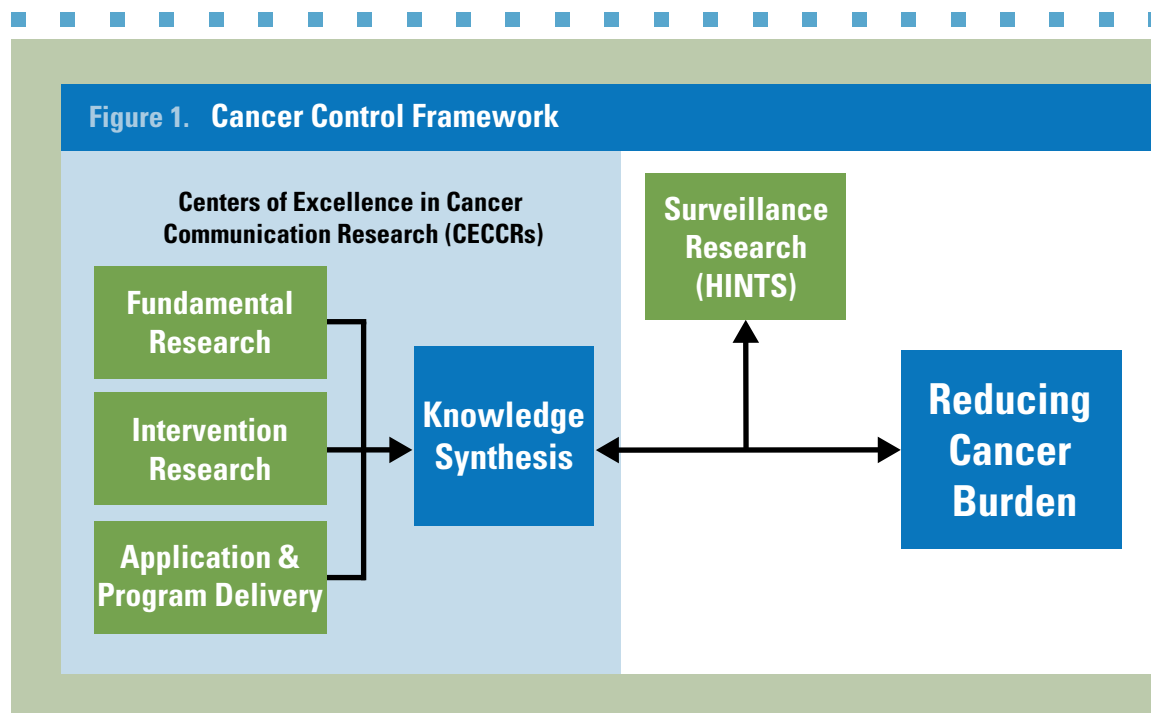 Figure 1. Cancer Control Framework
Centers of Excellence in Cancer
Communication Research (CECCRs)
Fundamental
Research
Intervention
Research
Application &
Program Delivery
Knowledge
Synthesis
Surveillance
Research
(HINTS)
Reducing
Cancer
Burden